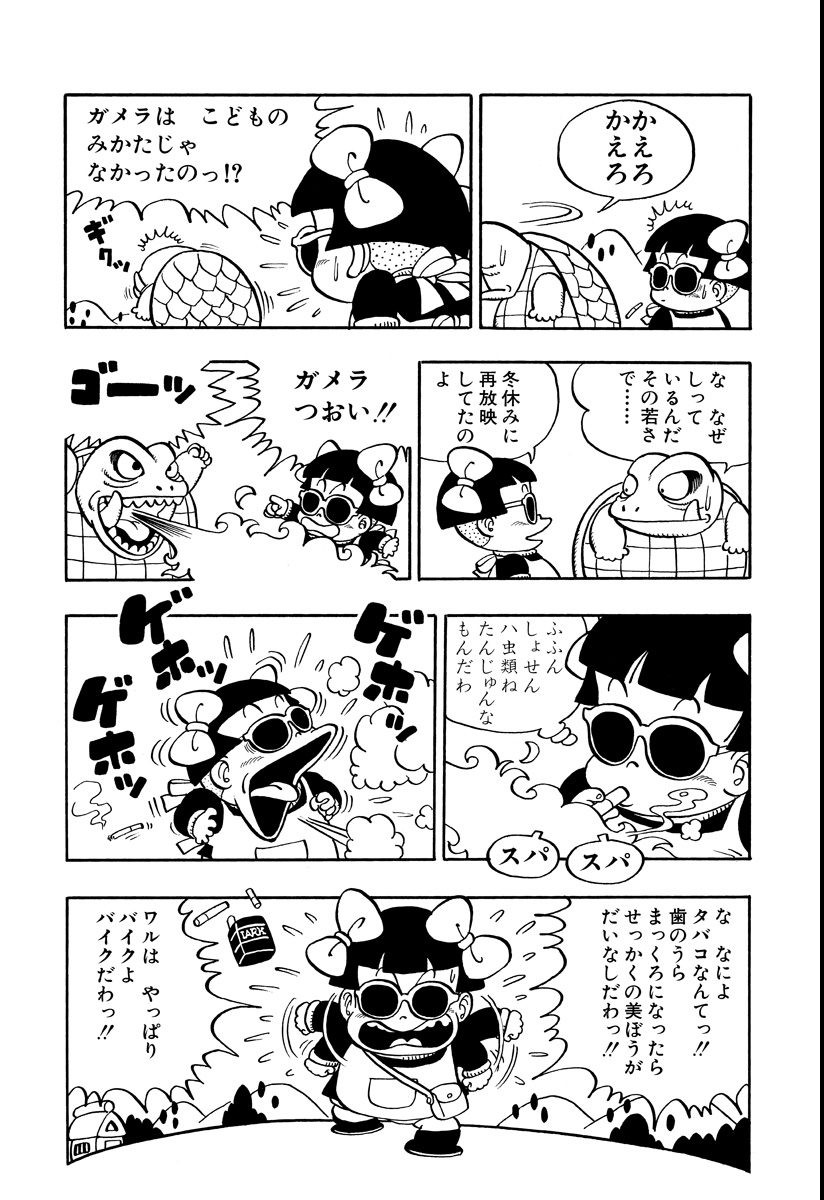 かえろ
かえろ
ガメラは こどもの
みかたじゃ
なかったのっ!?
ギクッ
な なぜ
しって
いるんだ
その若さ
で……
冬休みに
再放映
してたの
よ
ガメラ
つおい!!
ゴーッ
ふふん
しょせん
ハ虫類ね
たんじゅんな
もんだわ
スパ
スパ
ゲホッ
ゲホッ
ゲホッ
な なによ
タバコなんてっ!!
歯のうら
まっくろになったら
せっかくの美ぼうが
だいなしだわっ!!
TARX
ワルは やっぱり
バイクよ
バイクだわっ!!